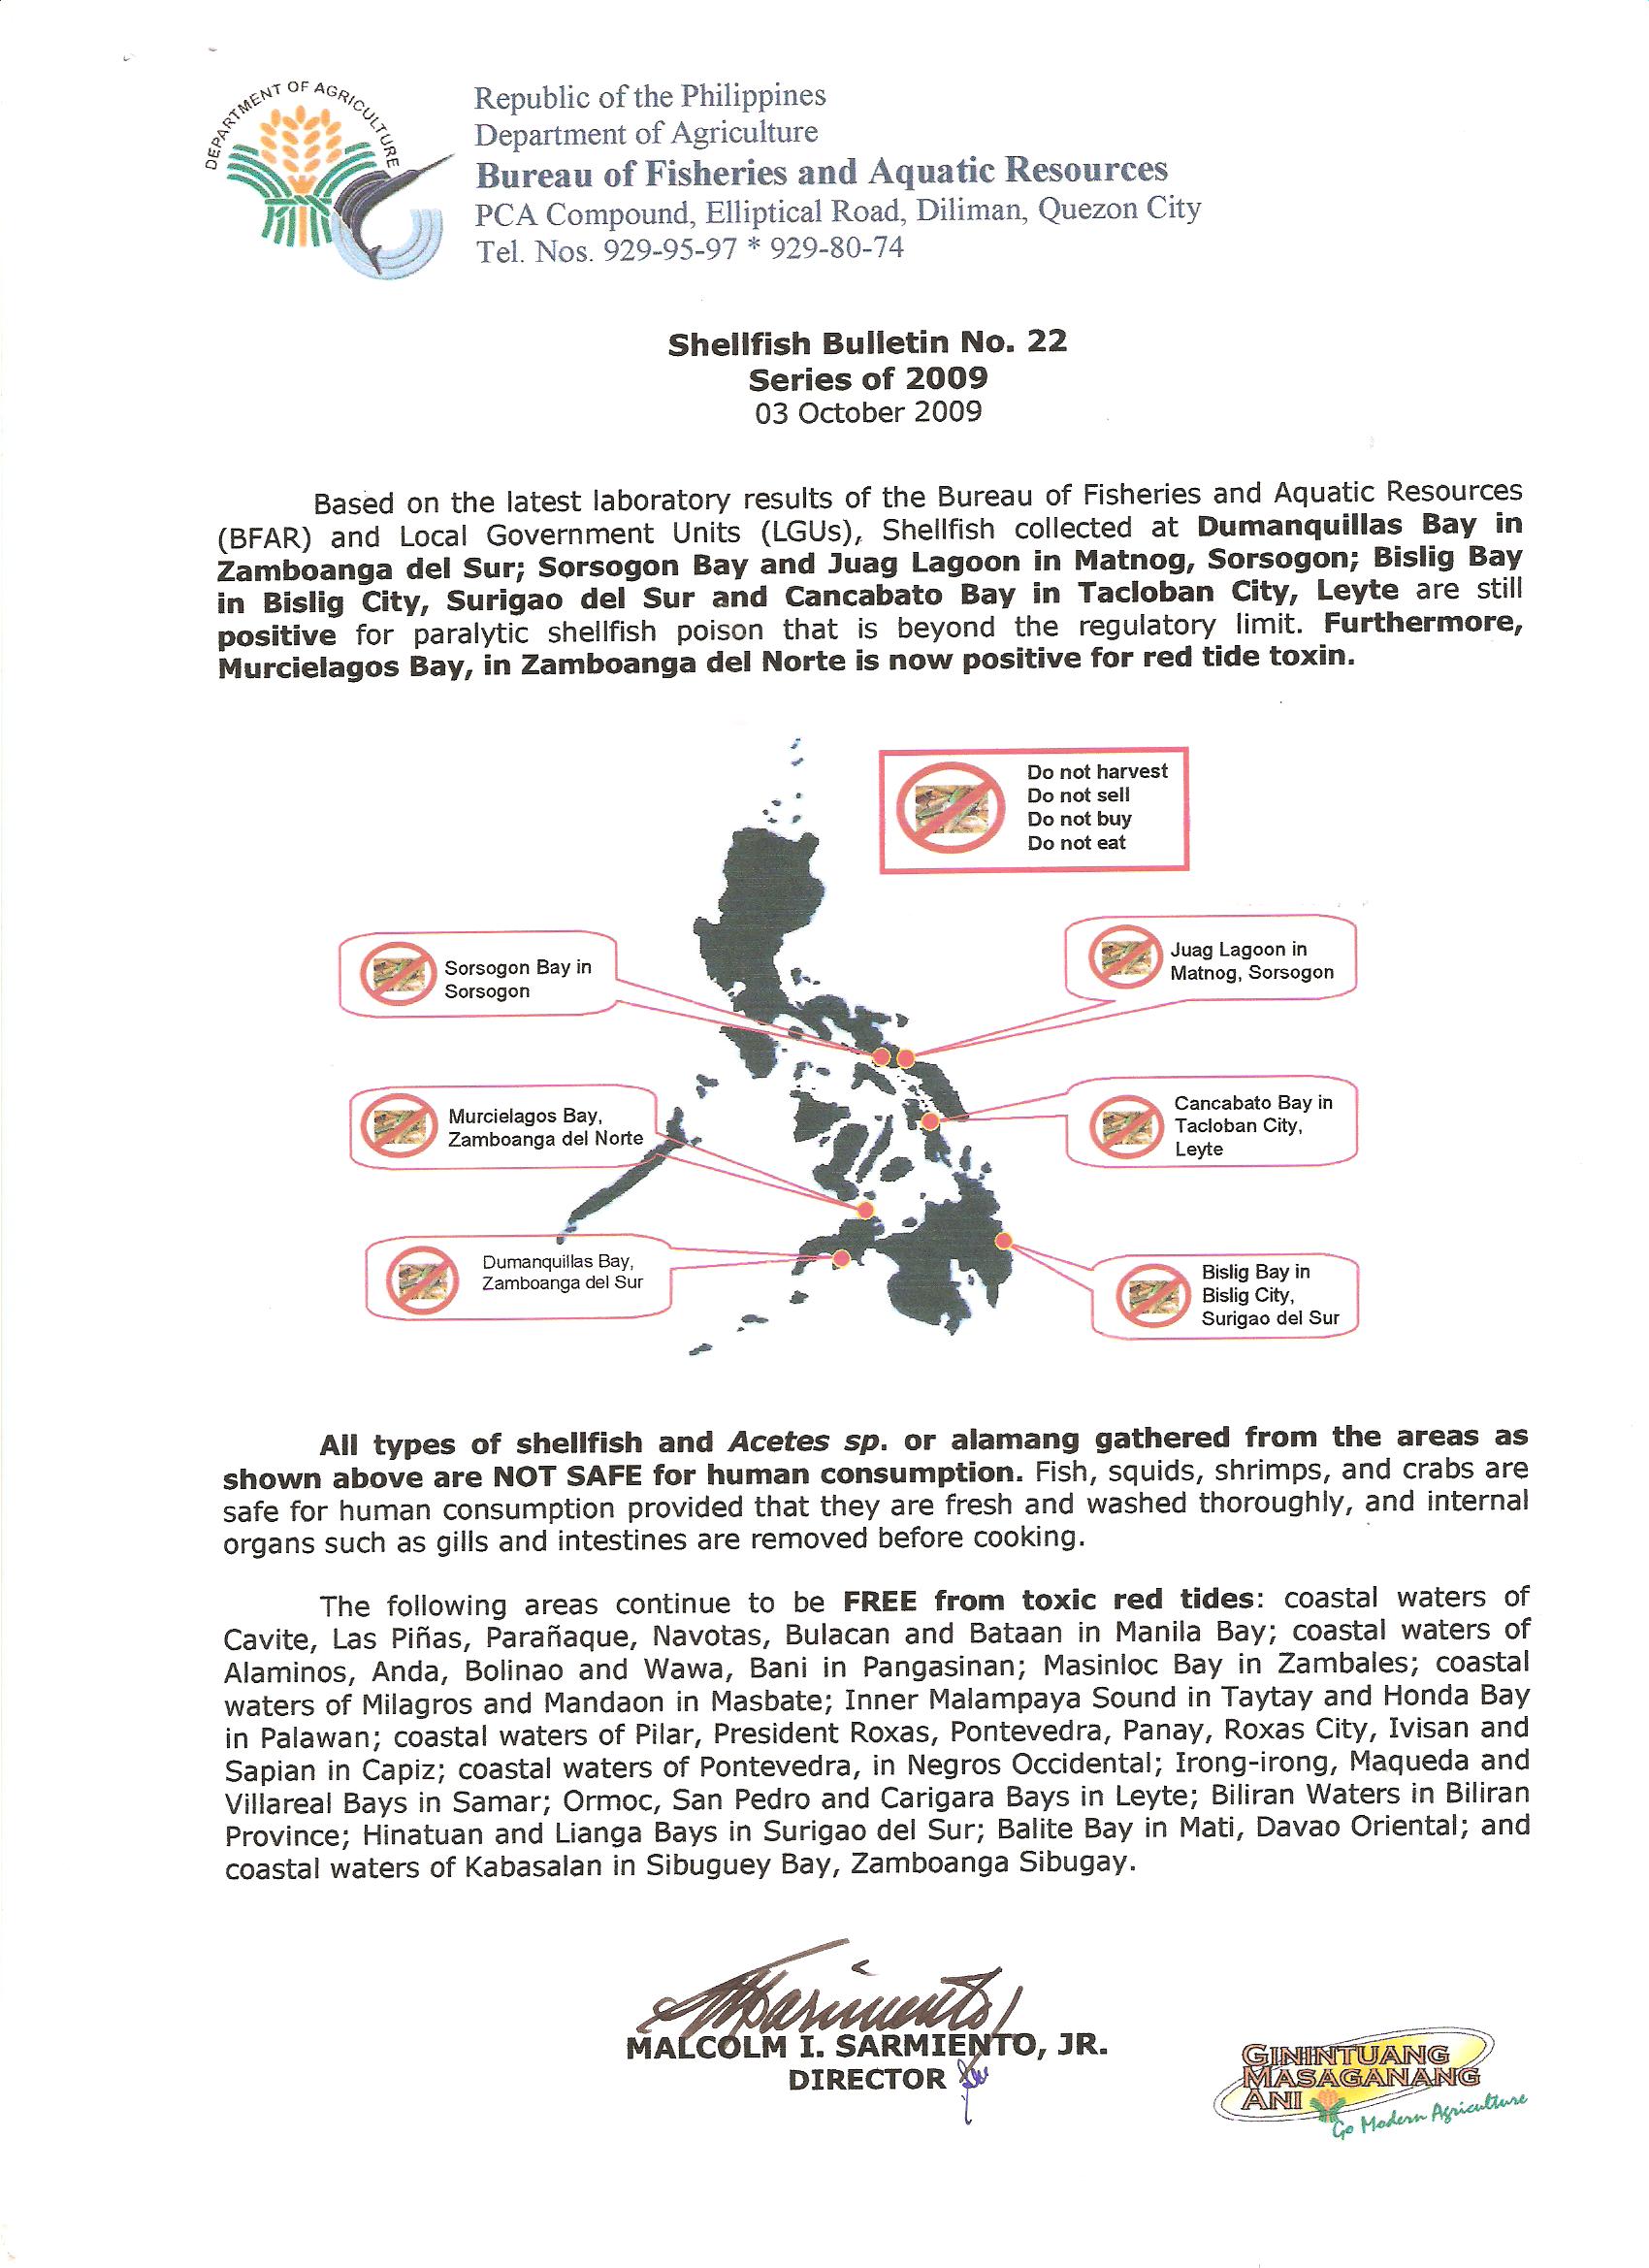 DEPARTMENT OF AGRICULTURE
Republic of the Philippines
Department of Agriculture
Bureau of Fisheries and Aquatic Resources
PCA Compound, Elliptical Road, Diliman, Quezon City
Tel. Nos. 929-95-97 * 929-80-74
Shellfish Bulletin No. 22
Series of 2009
03 October 2009
Based on the latest laboratory results of the Bureau of Fisheries and Aquatic Resources
(BFAR) and Local Government Units (LGUs), Shellfish collected at Dumanquillas Bay in
Zamboanga del Sur; Sorsogon Bay and Juag Lagoon in Matnog, Sorsogon; Bislig Bay
in Bislig City, Surigao del Sur and Cancabato Bay in Tacloban City, Leyte are still
positive for paralytic shellfish poison that is beyond the regulatory limit. Furthermore,
Murcielagos Bay, in Zamboanga del Norte is now positive for red tide toxin.
Do not harvest
Do not sell
Do not buy
Do not eat
Sorsogon Bay in
Sorsogon
Juag Lagoon in
Matnog, Sorsogon
Murcielagos Bay,
Zamboanga del Norte
Cancabato Bay in
Tacloban City,
Leyte
Dumanquillas Bay,
Zamboanga del Sur
Bislig Bay in
Bislig City,
Surigao del Sur
All types of shellfish and Acetes sp. or alamang gathered from the areas as
shown above are NOT SAFE for human consumption. Fish, squids, shrimps, and crabs are
safe for human consumption provided that they are fresh and washed thoroughly, and internal
organs such as gills and intestines are removed before cooking.
The following areas continue to be FREE from toxic red tides: coastal waters of
Cavite, Las Piñas, Parañaque, Navotas, Bulacan and Bataan in Manila Bay; coastal waters of
Alaminos, Anda, Bolinao and Wawa, Bani in Pangasinan; Masinloc Bay in Zambales; coastal
waters of Milagros and Mandaon in Masbate; Inner Malampaya Sound in Taytay and Honda Bay
in Palawan; coastal waters of Pilar, President Roxas, Pontevedra, Panay, Roxas City, Ivisan and
Sapian in Capiz; coastal waters of Pontevedra, in Negros Occidental; Irong-irong, Maqueda and
Villareal Bays in Samar; Ormoc, San Pedro and Carigara Bays in Leyte; Biliran Waters in Biliran
Province; Hinatuan and Lianga Bays in Surigao del Sur; Balite Bay in Mati, Davao Oriental; and
coastal waters of Kabasalan in Sibuguey Bay, Zamboanga Sibugay.
MALCOLM I. SARMIENTO, JR.
DIRECTOR
GININTUANG
MASAGANANG
ANI
Go Modern Agriculture